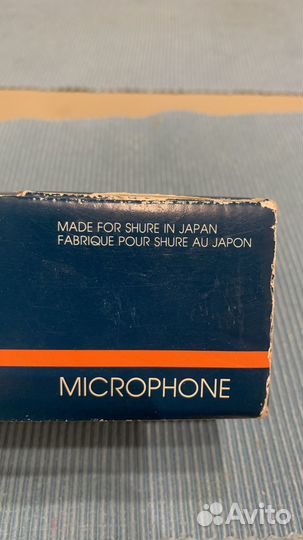 MADE FOR SHURE IN JAPAN
FABRIQUE POUR SHURE AU JAPON
MICROPHONE
Avito